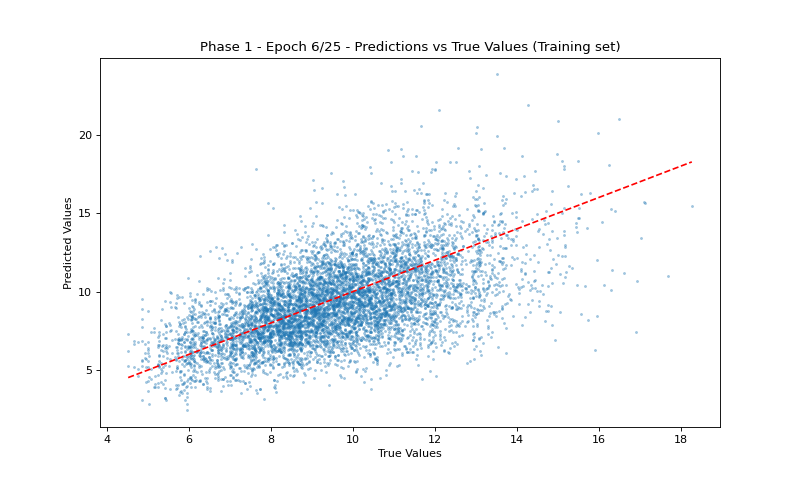 Phase 1 - Epoch 6/25 - Predictions vs True Values (Training set)
Predicted Values
20
15
10
5
4 6 8 10 12 14 16 18
True Values